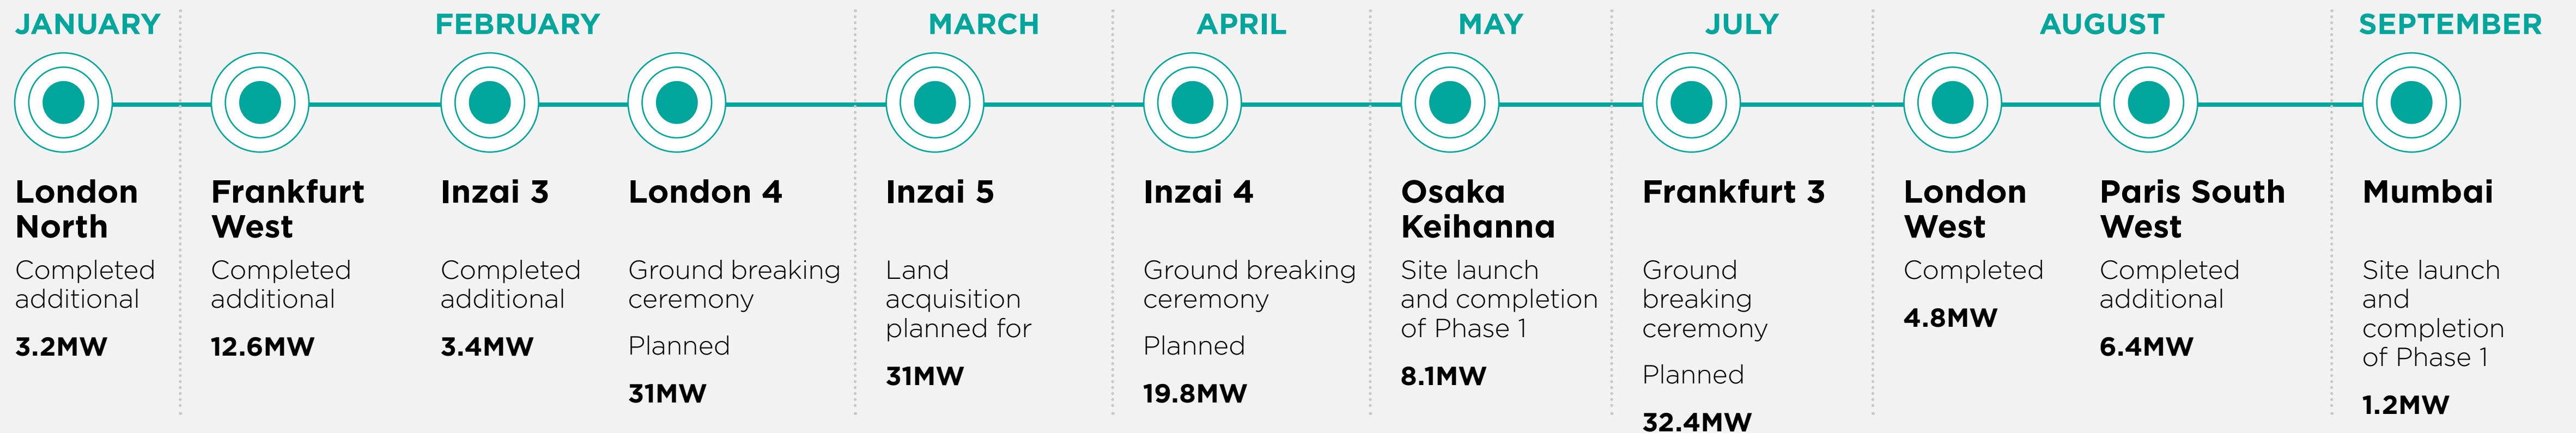 JANUARY
FEBRUARY
MARCH
APRIL
MAY
JULY
AUGUST
SEPTEMBER
London
North
Completed
additional
3.2MW
Frankfurt
West
Completed
additional
12.6MW
Inzai 3
Completed
additional
3.4MW
London 4
Ground breaking
ceremony
Planned
31MW
Inzai 5
Land
acquisition
planned for
31MW
Inzai 4
Ground breaking
ceremony
Planned
19.8MW
Osaka
Keihanna
Site launch
and completion
of Phase 1
8.1MW
Frankfurt 3
Ground
breaking
ceremony
Planned
32.4MW
London
West
Completed
4.8MW
Paris South
West
Completed
additional
6.4MW
Mumbai
Site launch
and
completion
of Phase 1
1.2MW